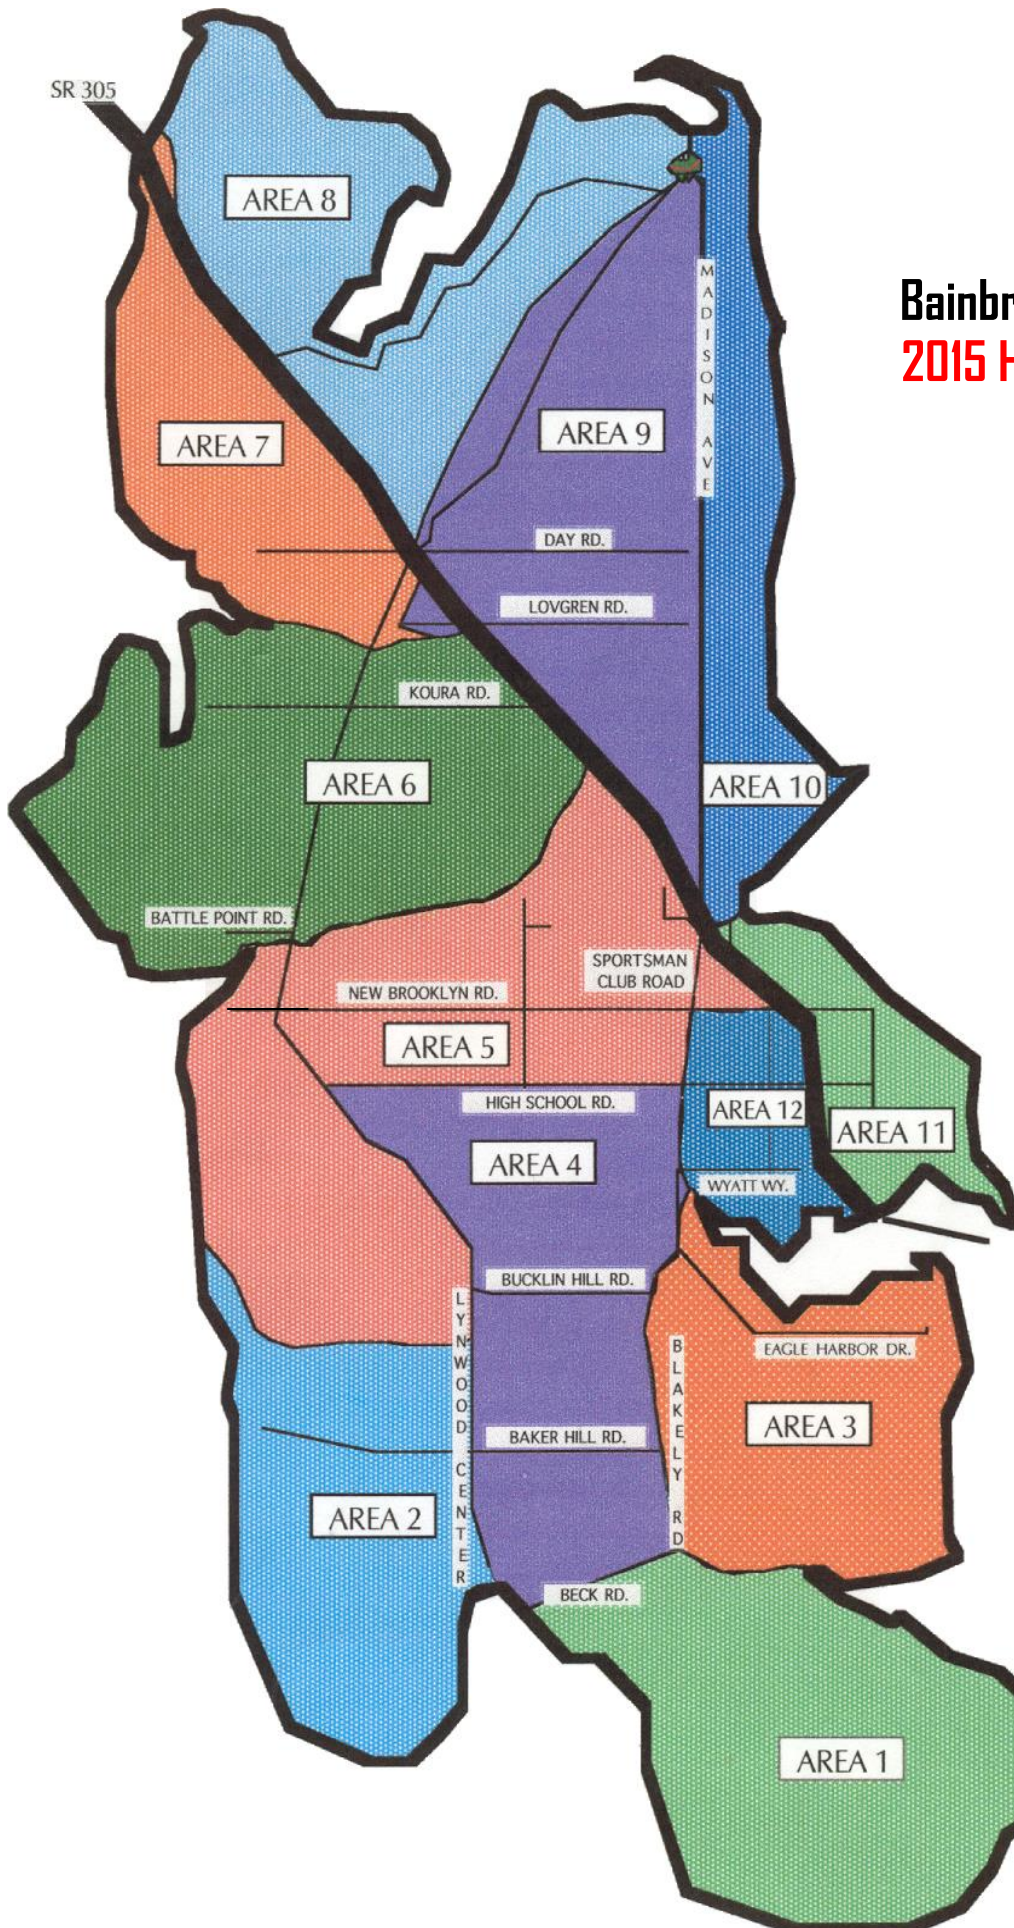 SR 305
AREA 8
MADISON AVE
Bainbr
2015 H
AREA 7
AREA 9
DAY RD.
LOVGREN RD.
KOURA RD.
AREA 6
AREA 10
BATTLE POINT RD.
SPORTSMAN
CLUB ROAD
NEW BROOKLYN RD.
AREA 5
HIGH SCHOOL RD.
AREA 12
AREA 11
AREA 4
WYATT WY.
BUCKLIN HILL RD.
LYNWOOD CENTER
BLAKELY RD
EAGLE HARBOR DR.
AREA 3
BAKER HILL RD.
AREA 2
BECK RD.
AREA 1